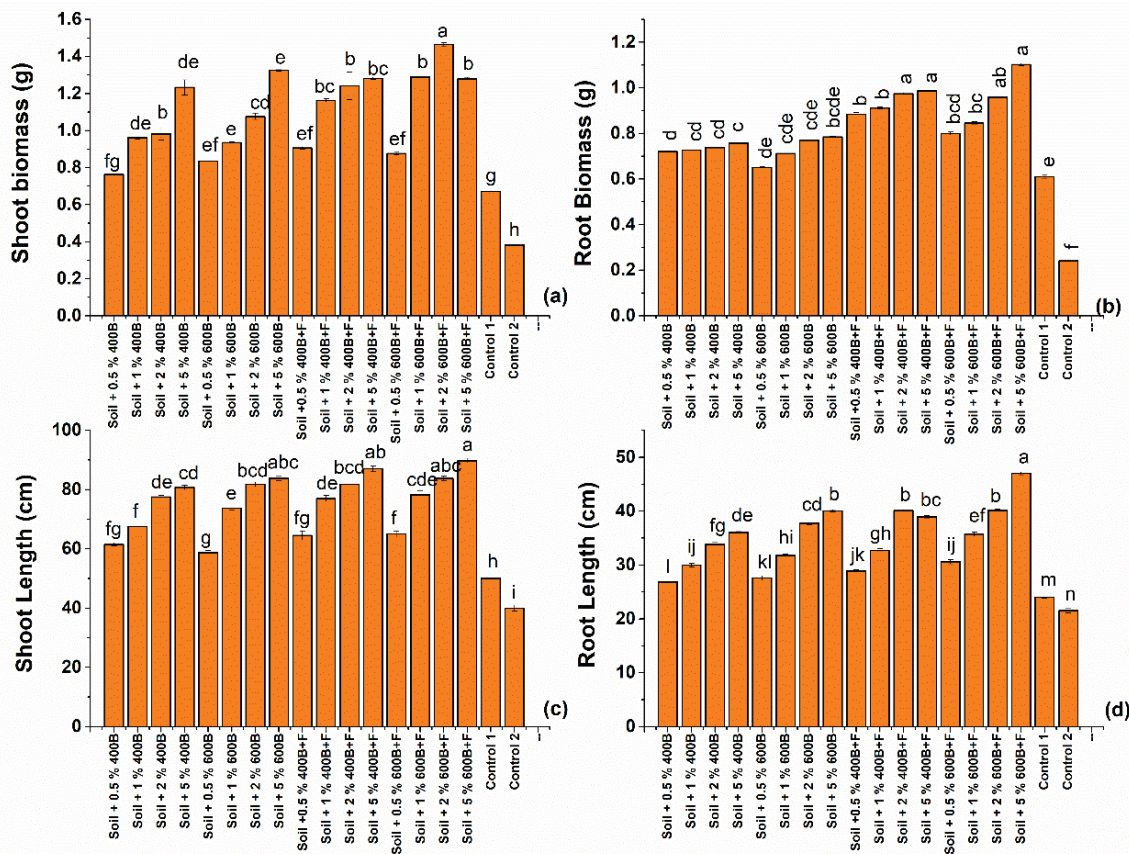 Shoot biomass (g)
1.6
1.4
1.2
1.0
0.8
0.6
0.4
0.2
0.0
fg
de
b
de
ef
e
cd
e
ef
bc
b
bc
ef
b
a
b
g
h
(a)
Soil + 0.5 % 400B
Soil + 1 % 400B
Soil + 2 % 400B
Soil + 5 % 400B
Soil + 0.5 % 600B
Soil + 1 % 600B
Soil + 2 % 600B
Soil + 5 % 600B
Soil +0.5 % 400B+F
Soil + 1 % 400B+F
Soil + 2 % 400B+F
Soil + 5 % 400B+F
Soil + 0.5 % 600B+F
Soil + 1 % 600B+F
Soil + 2 % 600B+F
Soil + 5 % 600B+F
Control 1
Control 2
--
Root Biomass (g)
1.2
1.0
0.8
0.6
0.4
0.2
0.0
d
cd
cd
c
de
cde
cde
bcde
b
b
a
a
bcd
bc
ab
a
e
f
(b)
Soil + 0.5 % 400B
Soil + 1 % 400B
Soil + 2 % 400B
Soil + 5 % 400B
Soil + 0.5 % 600B
Soil + 1 % 600B
Soil + 2 % 600B
Soil + 5 % 600B
Soil +0.5 % 400B+F
Soil + 1 % 400B+F
Soil + 2 % 400B+F
Soil + 5 % 400B+F
Soil + 0.5 % 600B+F
Soil + 1 % 600B+F
Soil + 2 % 600B+F
Soil + 5 % 600B+F
Control 1
Control 2
--
Shoot Length (cm)
100
80
60
40
20
0
fg
f
de
cd
g
e
bcd
abc
fg
de
bcd
ab
f
cde
abc
a
h
i
(c)
Soil + 0.5 % 400B
Soil + 1 % 400B
Soil + 2 % 400B
Soil + 5 % 400B
Soil + 0.5 % 600B
Soil + 1 % 600B
Soil + 2 % 600B
Soil + 5 % 600B
Soil +0.5 % 400B+F
Soil + 1 % 400B+F
Soil + 2 % 400B+F
Soil + 5 % 400B+F
Soil + 0.5 % 600B+F
Soil + 1 % 600B+F
Soil + 2 % 600B+F
Soil + 5 % 600B+F
Control 1
Control 2
--
Root Length (cm)
50
40
30
20
10
0
l
ij
fg
de
kl
hi
cd
b
jk
gh
b
bc
ij
ef
b
a
m
n
(d)
Soil + 0.5 % 400B
Soil + 1 % 400B
Soil + 2 % 400B
Soil + 5 % 400B
Soil + 0.5 % 600B
Soil + 1 % 600B
Soil + 2 % 600B
Soil + 5 % 600B
Soil +0.5 % 400B+F
Soil + 1 % 400B+F
Soil + 2 % 400B+F
Soil + 5 % 400B+F
Soil + 0.5 % 600B+F
Soil + 1 % 600B+F
Soil + 2 % 600B+F
Soil + 5 % 600B+F
Control 1
Control 2
--